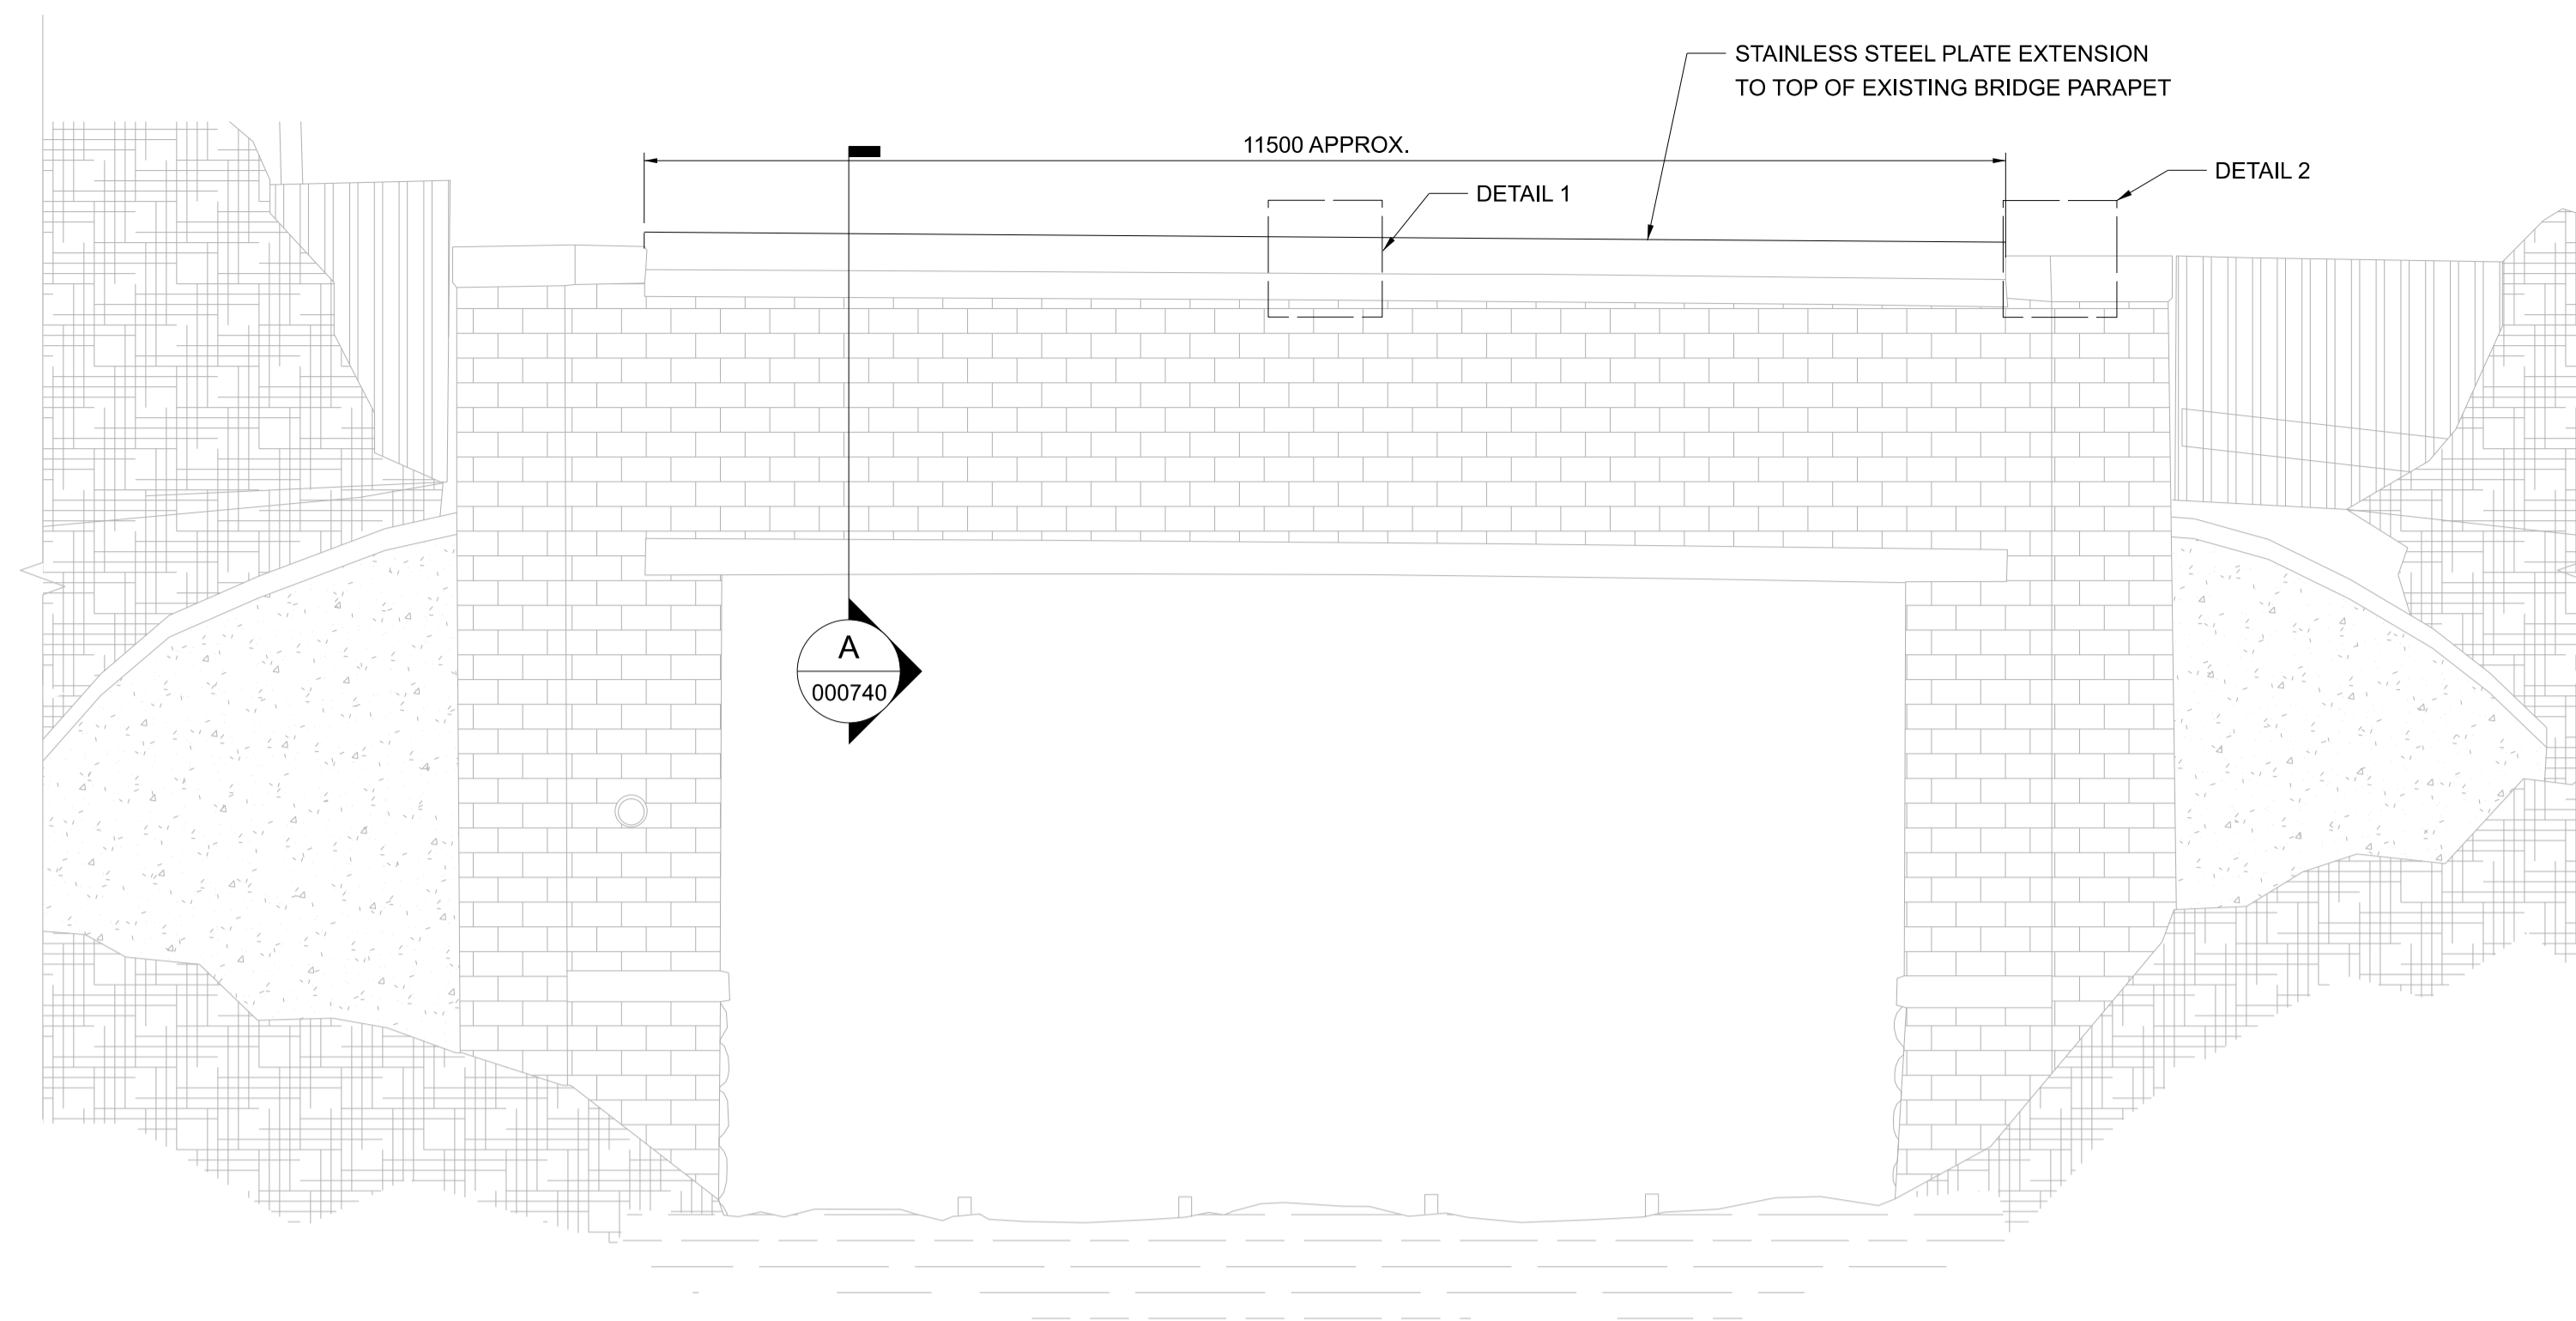 STAINLESS STEEL PLATE EXTENSION
TO TOP OF EXISTING BRIDGE PARAPET
11500 APPROX.
DETAIL 1
DETAIL 2
A
000740